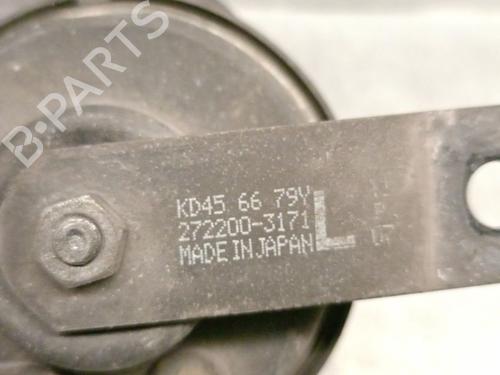 B-PARTS
KD45 66 79Y
272200-3171
MADE IN JAPAN
L